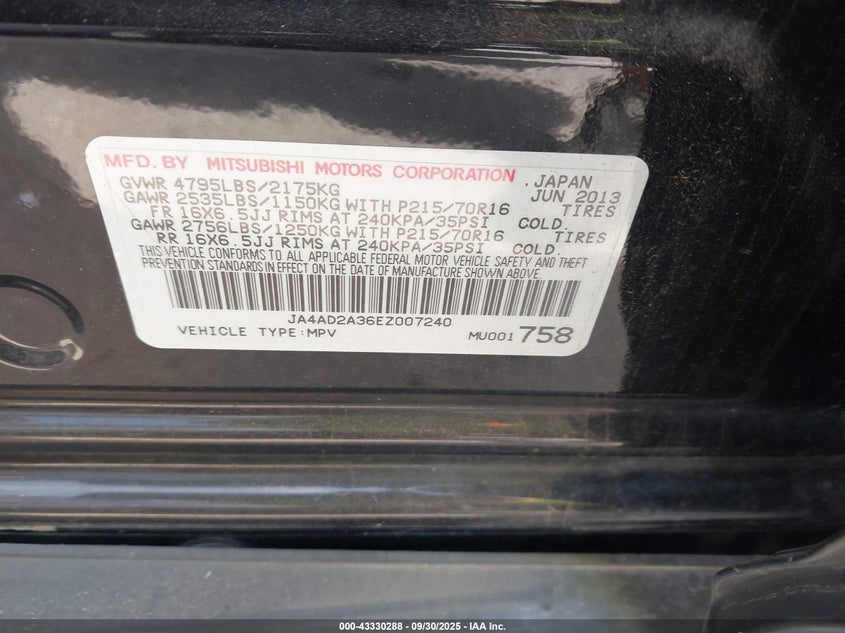 MFD. BY MITSUBISHI MOTORS CORPORATION . JAPAN
GVWR 4795LBS/2175KG JUN 2013
GAWR 2535LBS/1150KG WITH P215/70R16 TIRES
FR 16X6.5JJ RIMS AT 240KPA/35PSI COLD.
GAWR 2756LBS/1250KG WITH P215/70R16 TIRES
RR 16X6.5JJ RIMS AT 240KPA/35PSI COLD.
THIS VEHICLE CONFORMS TO ALL APPLICABLE FEDERAL MOTOR VEHICLE SAFETY AND THEFT
PREVENTION STANDARDS IN EFFECT ON THE DATE OF MANUFACTURE SHOWN ABOVE.
JA4AD2A36EZ007240
VEHICLE TYPE:MPV MU001758
000-43330288 - 09/30/2025 - IAA Inc.